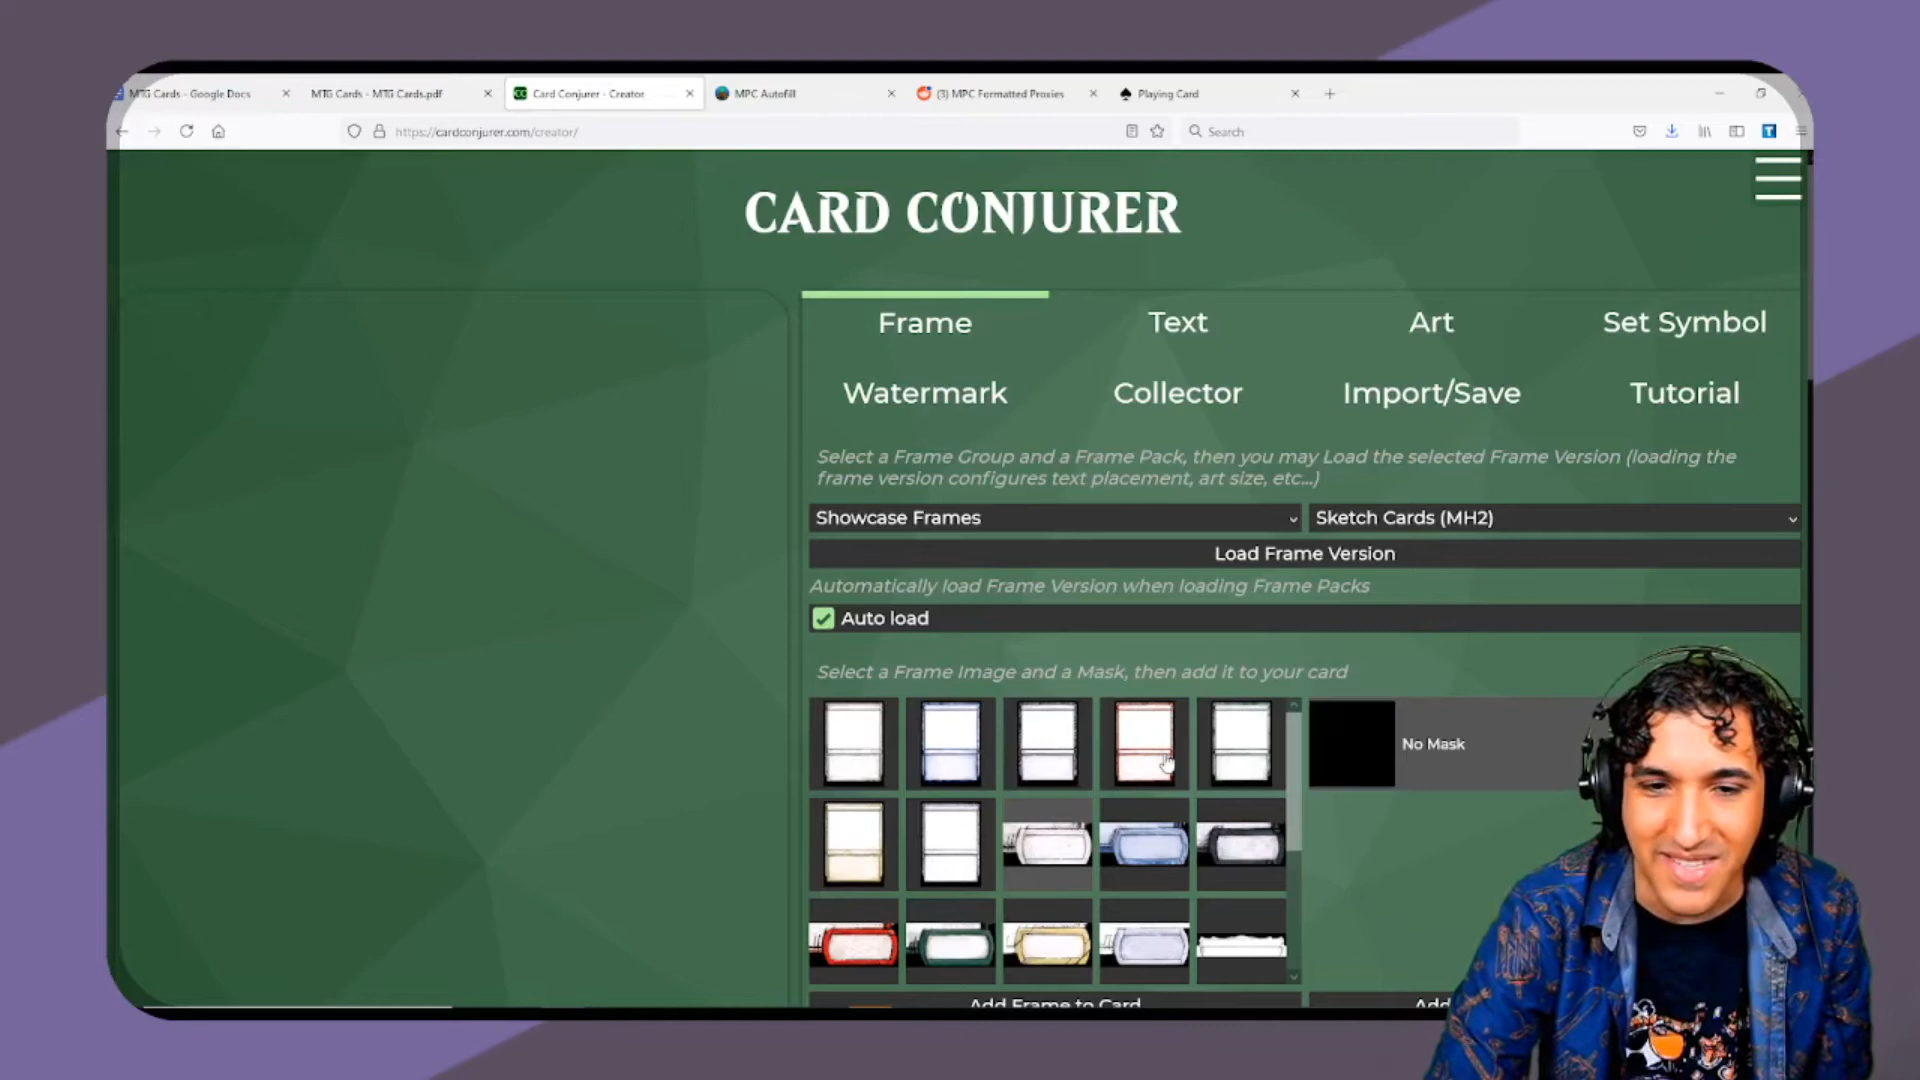 MTG Cards - Google Docs
MTG Cards - MTG Cards.pdf
Card Conjurer - Creator
MPC Autofill
(3) MPC Formatted Proxies
Playing Card
https://cardconjurer.com/creator/
Search
CARD CONJURER
Frame
Text
Art
Set Symbol
Watermark
Collector
Import/Save
Tutorial
Select a Frame Group and a Frame Pack, then you may Load the selected Frame Version (loading the
frame version configures text placement, art size, etc...)
Showcase Frames
Sketch Cards (MH2)
Load Frame Version
Automatically load Frame Version when loading Frame Packs
Auto load
Select a Frame Image and a Mask, then add it to your card
No Mask
Add Frame to Card
Add